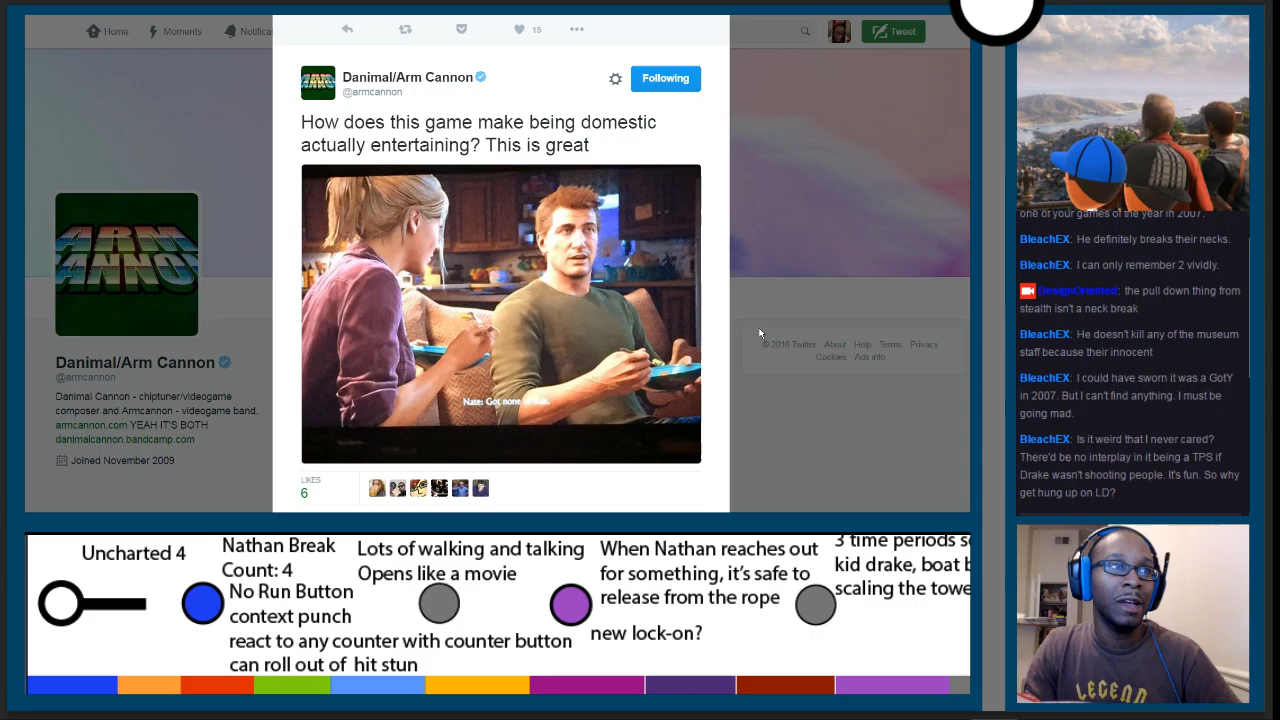 Home
Moments
Notifica
15
Tweet
Danimal/Arm Cannon
@armcannon
Following
How does this game make being domestic
actually entertaining? This is great
Nate: Got none of that.
LIKES
6
ARM
CANNO
Danimal/Arm Cannon
@armcannon
Danimal Cannon - chiptuner/videogame
composer and Armcannon - videogame band.
armcannon.com YEAH IT'S BOTH
danimalcannon.bandcamp.com
Joined November 2009
© 2016 Twitter About Help Terms Privacy
Cookies Ads info
one of your games of the year in 2007.
BleachEX: He definitely breaks their necks.
BleachEX: I can only remember 2 vividly.
DesignOriented: the pull down thing from
stealth isn't a neck break
BleachEX: He doesn't kill any of the museum
staff because their innocent
BleachEX: I could have sworn it was a GotY
in 2007. But I can't find anything. I must be
going mad.
BleachEX: Is it weird that I never cared?
There'd be no interplay in it being a TPS if
Drake wasn't shooting people. It's fun. So why
get hung up on LD?
Uncharted 4
Nathan Break
Count: 4
No Run Button
context punch
react to any counter with counter button
can roll out of hit stun
Lots of walking and talking
Opens like a movie
When Nathan reaches out
for something, it's safe to
release from the rope
new lock-on?
3 time periods s
kid drake, boat b
scaling the towe
LEGEND